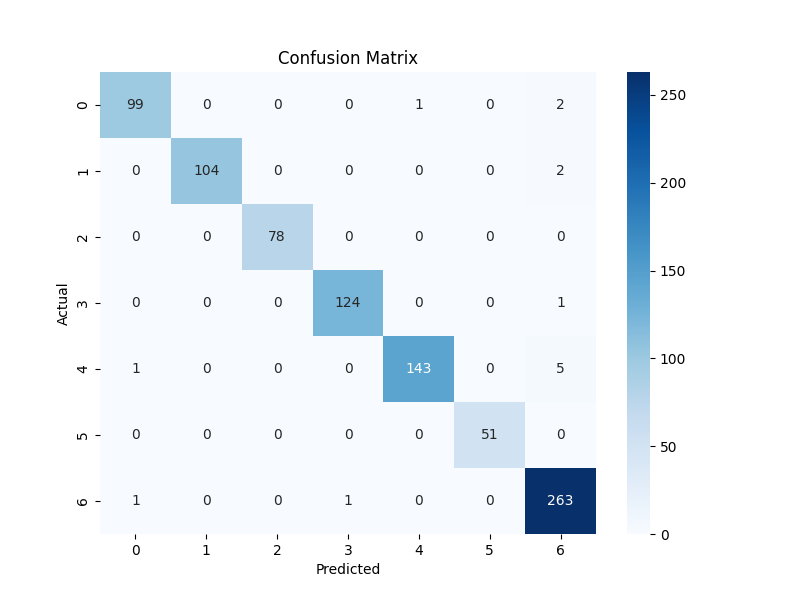 Confusion Matrix
Actual
0 99 0 0 0 1 0 2
1 0 104 0 0 0 0 2
2 0 0 78 0 0 0 0
3 0 0 0 124 0 0 1
4 1 0 0 0 143 0 5
5 0 0 0 0 0 51 0
6 1 0 0 1 0 0 263
0 1 2 3 4 5 6
Predicted
250
200
150
100
50
0